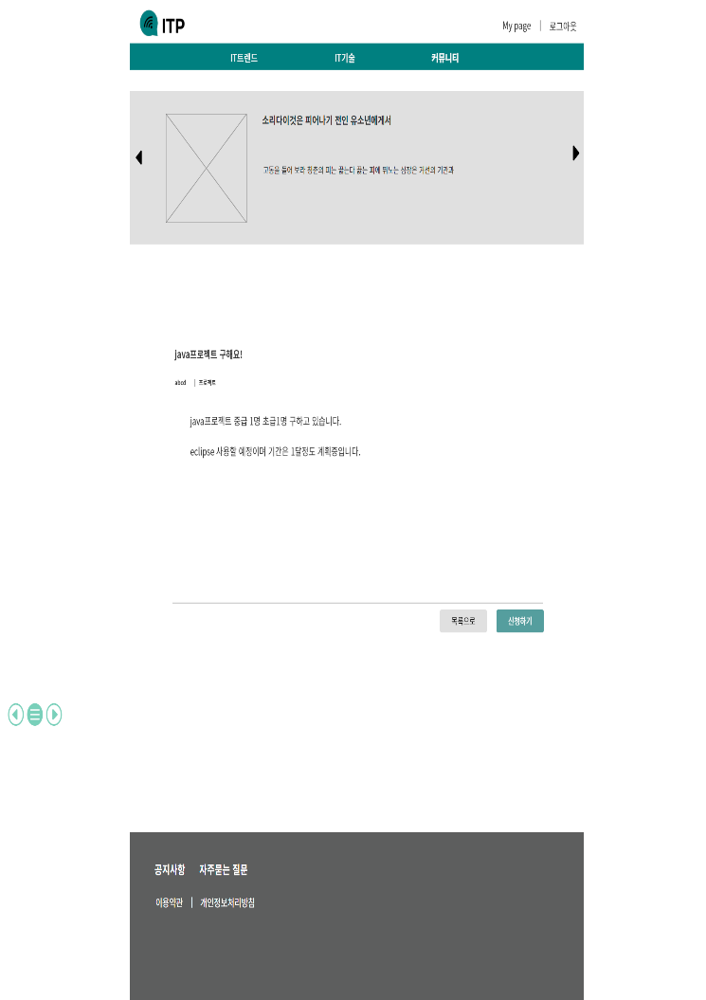 ITP
My page | 로그아웃
IT트렌드 IT기술 커뮤니티
소리다이것은 피어나기 전인 유소년에게서
고동을 들어 보라 청춘의 피는 끓는다 끓는 피에 뛰노는 심장은 거선의 기관과
java프로젝트 구해요!
abcd | 프로젝트
java프로젝트 중급 1명 초급1명 구하고 있습니다.
eclipse 사용할 예정이며 기간은 1달정도 계획중입니다.
목록으로 신청하기
공지사항 자주묻는 질문
이용약관 | 개인정보처리방침